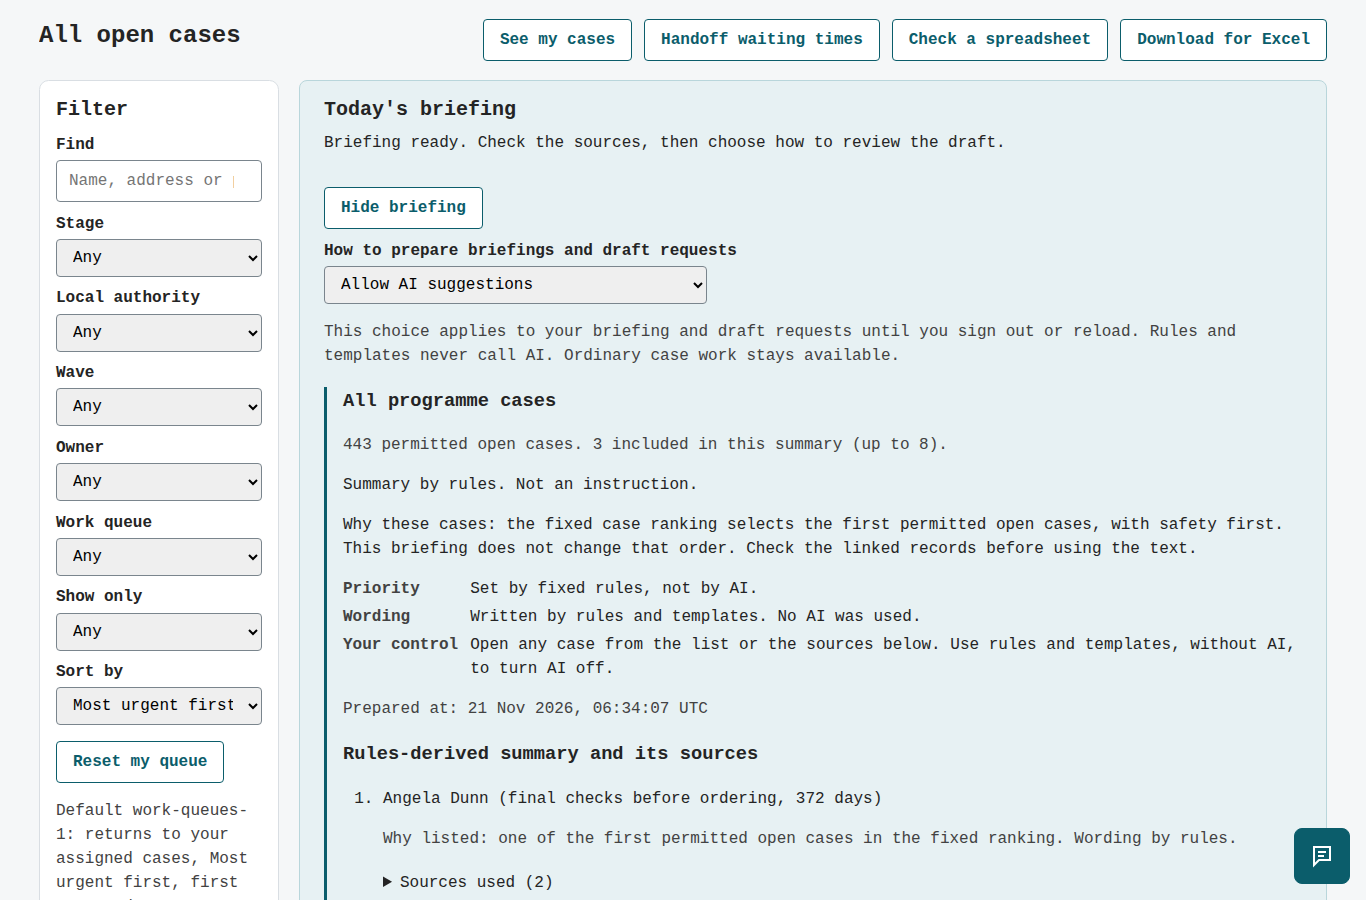 All open cases
See my cases
Handoff waiting times
Check a spreadsheet
Download for Excel
Filter
Find
Name, address or
Stage
Any
Local authority
Any
Wave
Any
Owner
Any
Work queue
Any
Show only
Any
Sort by
Most urgent first
Reset my queue
Default work-queues-
1: returns to your
assigned cases, Most
urgent first, first
Today's briefing
Briefing ready. Check the sources, then choose how to review the draft.
Hide briefing
How to prepare briefings and draft requests
Allow AI suggestions
This choice applies to your briefing and draft requests until you sign out or reload. Rules and
templates never call AI. Ordinary case work stays available.
All programme cases
443 permitted open cases. 3 included in this summary (up to 8).
Summary by rules. Not an instruction.
Why these cases: the fixed case ranking selects the first permitted open cases, with safety first.
This briefing does not change that order. Check the linked records before using the text.
Priority Set by fixed rules, not by AI.
Wording Written by rules and templates. No AI was used.
Your control Open any case from the list or the sources below. Use rules and templates, without AI,
to turn AI off.
Prepared at: 21 Nov 2026, 06:34:07 UTC
Rules-derived summary and its sources
1. Angela Dunn (final checks before ordering, 372 days)
Why listed: one of the first permitted open cases in the fixed ranking. Wording by rules.
Sources used (2)